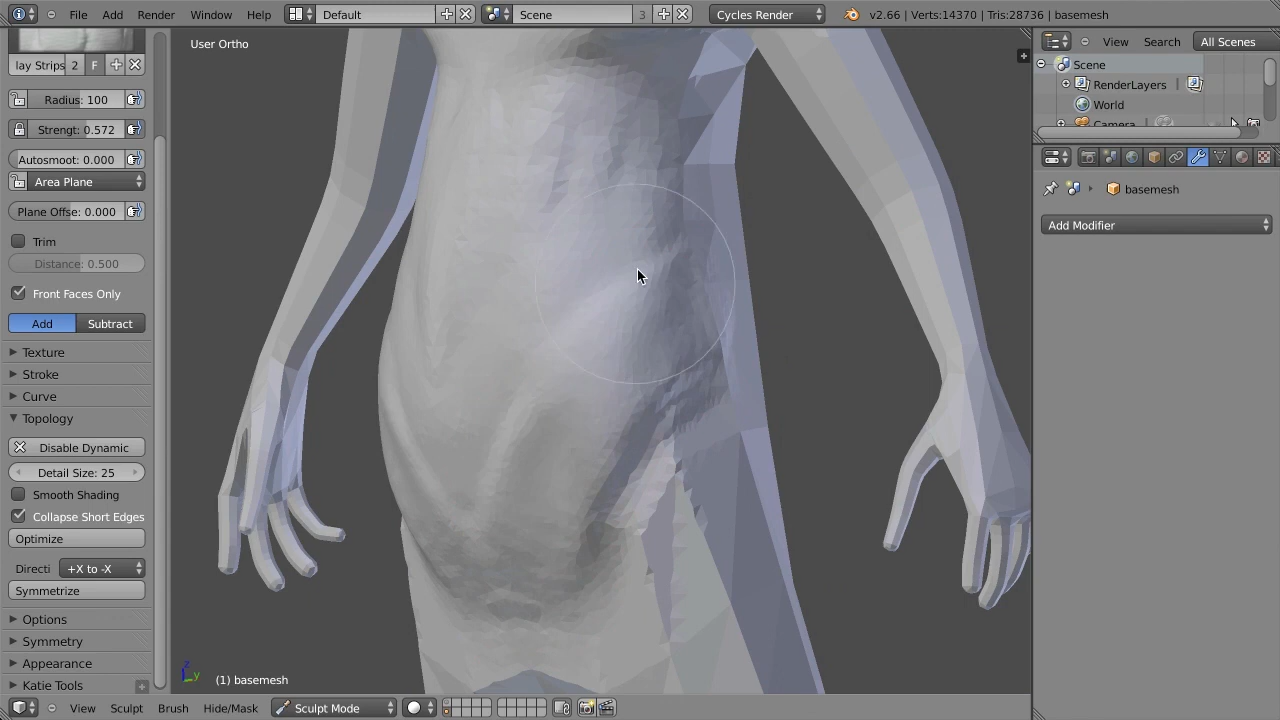 File Add Render Window Help Default Scene 3 Cycles Render v2.66 | Verts:14370 | Tris:28736 | basemesh
User Ortho
View Search All Scenes
lay Strips 2 F
Scene
RenderLayers
World
Camera
Radius: 100
Strengt: 0.572
Autosmoot: 0.000
Area Plane
Plane Offse: 0.000
basemesh
Add Modifier
Trim
Distance: 0.500
Front Faces Only
Add Subtract
Texture
Stroke
Curve
Topology
Disable Dynamic
Detail Size: 25
Smooth Shading
Collapse Short Edges
Optimize
Directi +X to -X
Symmetrize
Options
Symmetry
Appearance
Katie Tools
z
y
(1) basemesh
View Sculpt Brush Hide/Mask Sculpt Mode